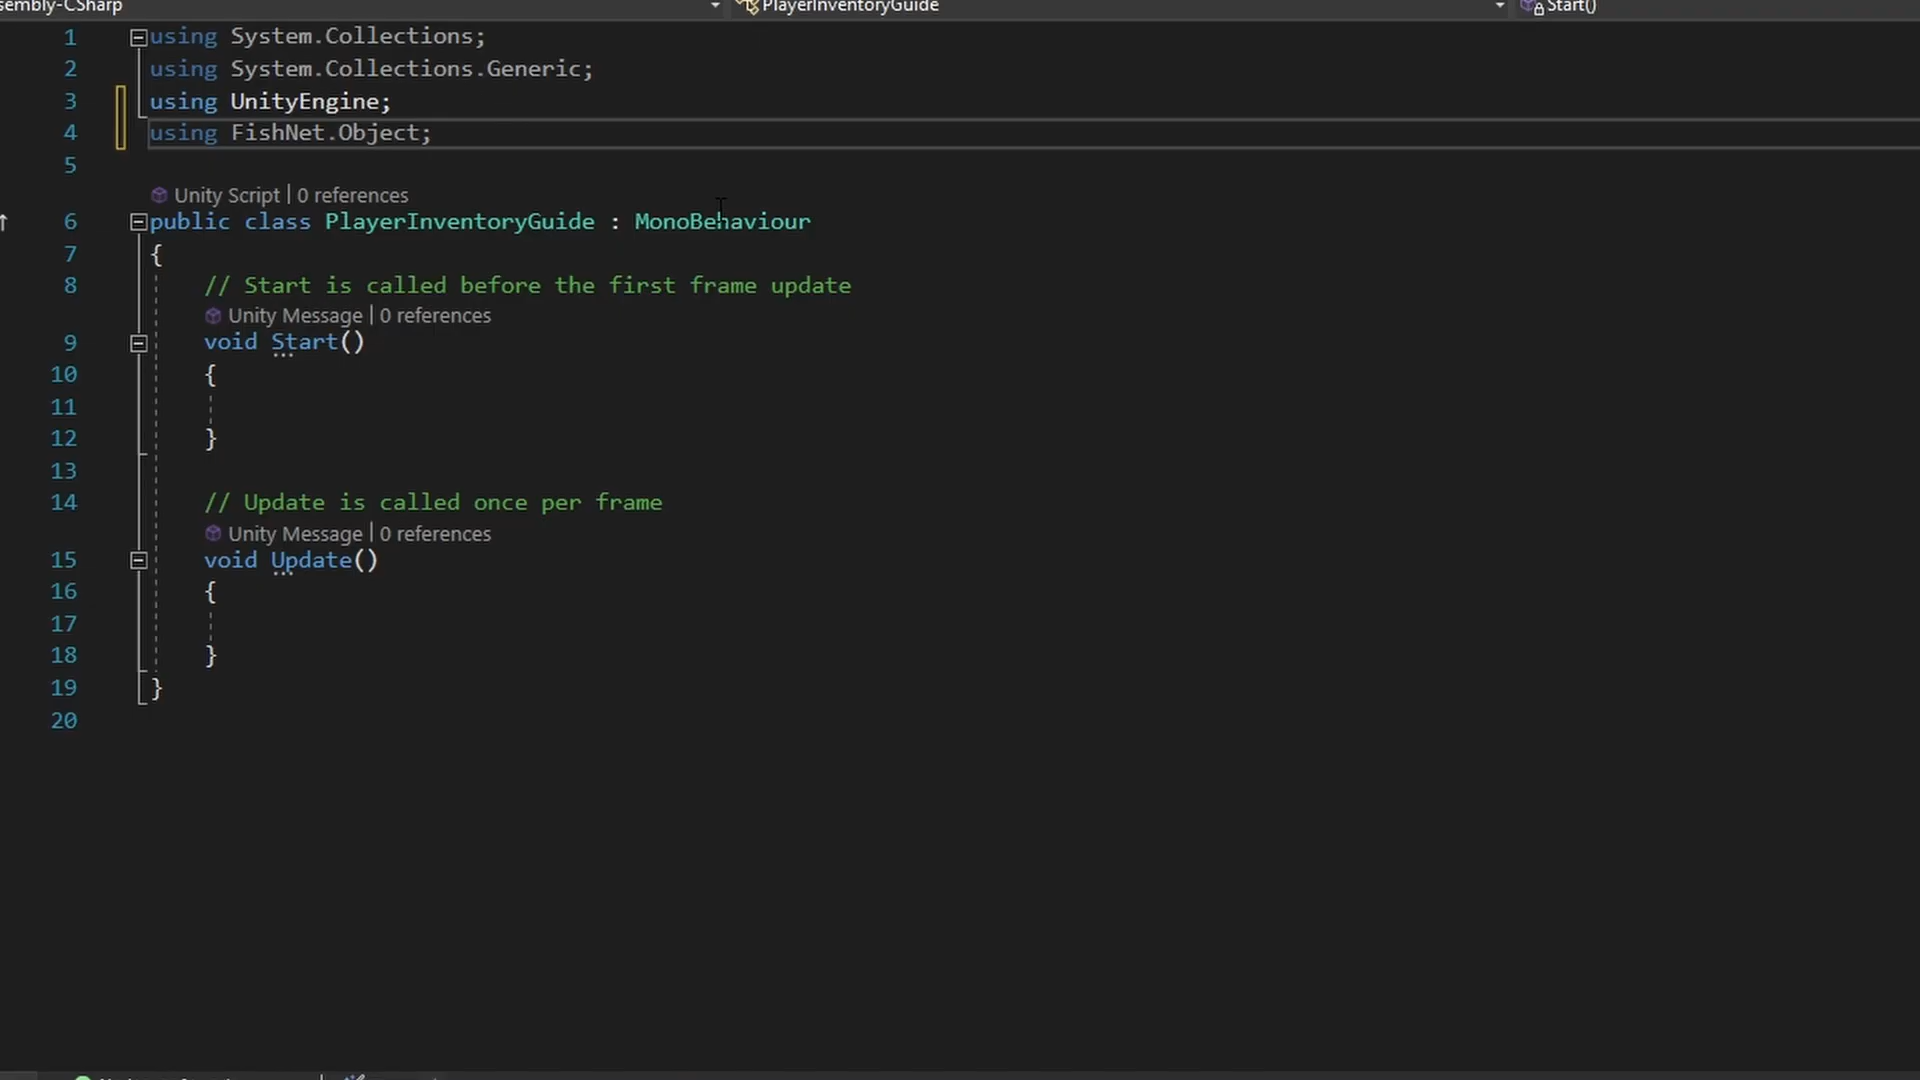 sembly-CSharp PlayerInventoryGuide Start()
1 using System.Collections;
2 using System.Collections.Generic;
3 using UnityEngine;
4 using FishNet.Object;
5
Unity Script | 0 references
6 public class PlayerInventoryGuide : MonoBehaviour
7 {
8 // Start is called before the first frame update
Unity Message | 0 references
9 void Start()
10 {
11
12 }
13
14 // Update is called once per frame
Unity Message | 0 references
15 void Update()
16 {
17
18 }
19 }
20